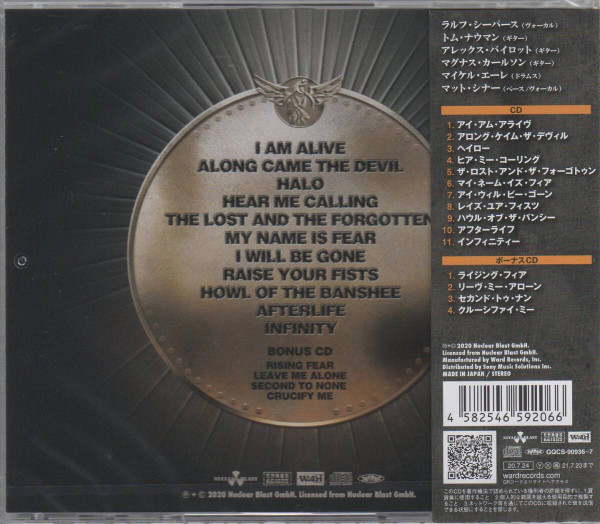 I AM ALIVE
ALONG CAME THE DEVIL
HALO
HEAR ME CALLING
THE LOST AND THE FORGOTTEN
MY NAME IS FEAR
I WILL BE GONE
RAISE YOUR FISTS
HOWL OF THE BANSHEE
AFTERLIFE
INFINITY
BONUS CD
RISING FEAR
LEAVE ME ALONE
SECOND TO NONE
CRUCIFY ME
NUCLEAR BLAST
℗+© 2020 Nuclear Blast GmbH. Licensed from Nuclear Blast GmbH.
ラルフ・シーパース (ヴォーカル)
トム・ナウマン (ギター)
アレックス・バイロット (ギター)
マグナス・カールソン (ギター)
マイケル・エーレ (ドラムス)
マット・シナー (ベース/ヴォーカル)
CD
1. アイ・アム・アライヴ
2. アロング・ケイム・ザ・デヴィル
3. ヘイロー
4. ヒア・ミー・コーリング
5. ザ・ロスト・アンド・ザ・フォーゴトゥン
6. マイ・ネーム・イズ・フィア
7. アイ・ウィル・ビー・ゴーン
8. レイズ・ユア・フィスツ
9. ハウル・オブ・ザ・バンシー
10. アフターライフ
11. インフィニティー
ボーナスCD
1. ライジング・フィア
2. リーヴ・ミー・アローン
3. セカンド・トゥ・ナン
4. クルーシファイ・ミー
℗+© 2020 Nuclear Blast GmbH.
Licensed from Nuclear Blast GmbH.
Manufactured by Ward Records, Inc.
Distributed by Sony Music Solutions Inc.
MADE IN JAPAN / STEREO
4 582546 592066
NUCLEAR BLAST
GQCS-90936~7
20.7.24
21.7.23まで
wardrecords.com